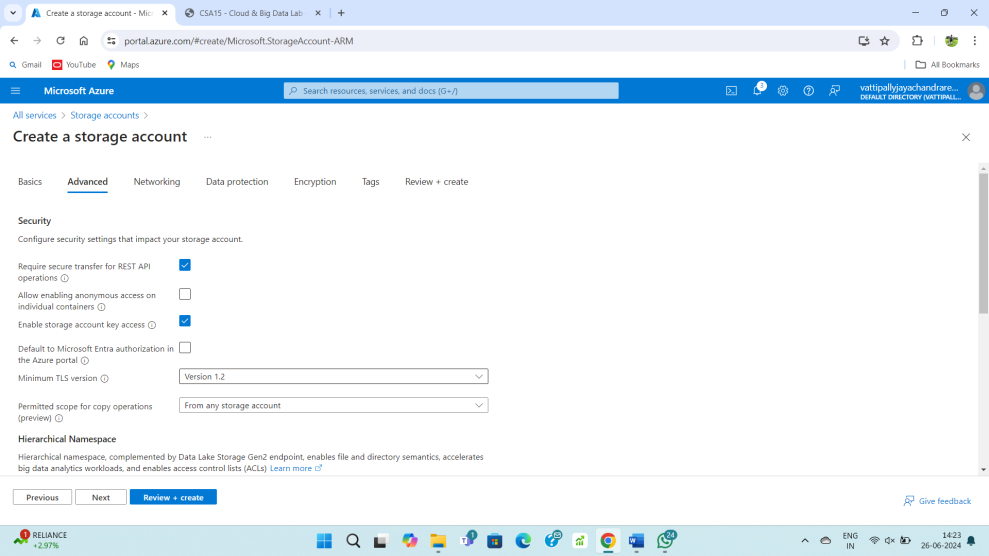 Create a storage account - Mic
CSA15 - Cloud & Big Data Lab
portal.azure.com/#create/Microsoft.StorageAccount-ARM
Gmail YouTube Maps All Bookmarks
Microsoft Azure
Search resources, services, and docs (G+/)
3
vattipallyjayachandrare...
DEFAULT DIRECTORY (VATTIPALL...
All services > Storage accounts >
Create a storage account ...
Basics Advanced Networking Data protection Encryption Tags Review + create
Security
Configure security settings that impact your storage account.
Require secure transfer for REST API
operations
Allow enabling anonymous access on
individual containers
Enable storage account key access
Default to Microsoft Entra authorization in
the Azure portal
Minimum TLS version
Version 1.2
Permitted scope for copy operations
(preview)
From any storage account
Hierarchical Namespace
Hierarchical namespace, complemented by Data Lake Storage Gen2 endpoint, enables file and directory semantics, accelerates
big data analytics workloads, and enables access control lists (ACLs) Learn more
Previous Next Review + create
Give feedback
1
RELIANCE
+2.97%
1
24
ENG
IN
14:23
26-06-2024